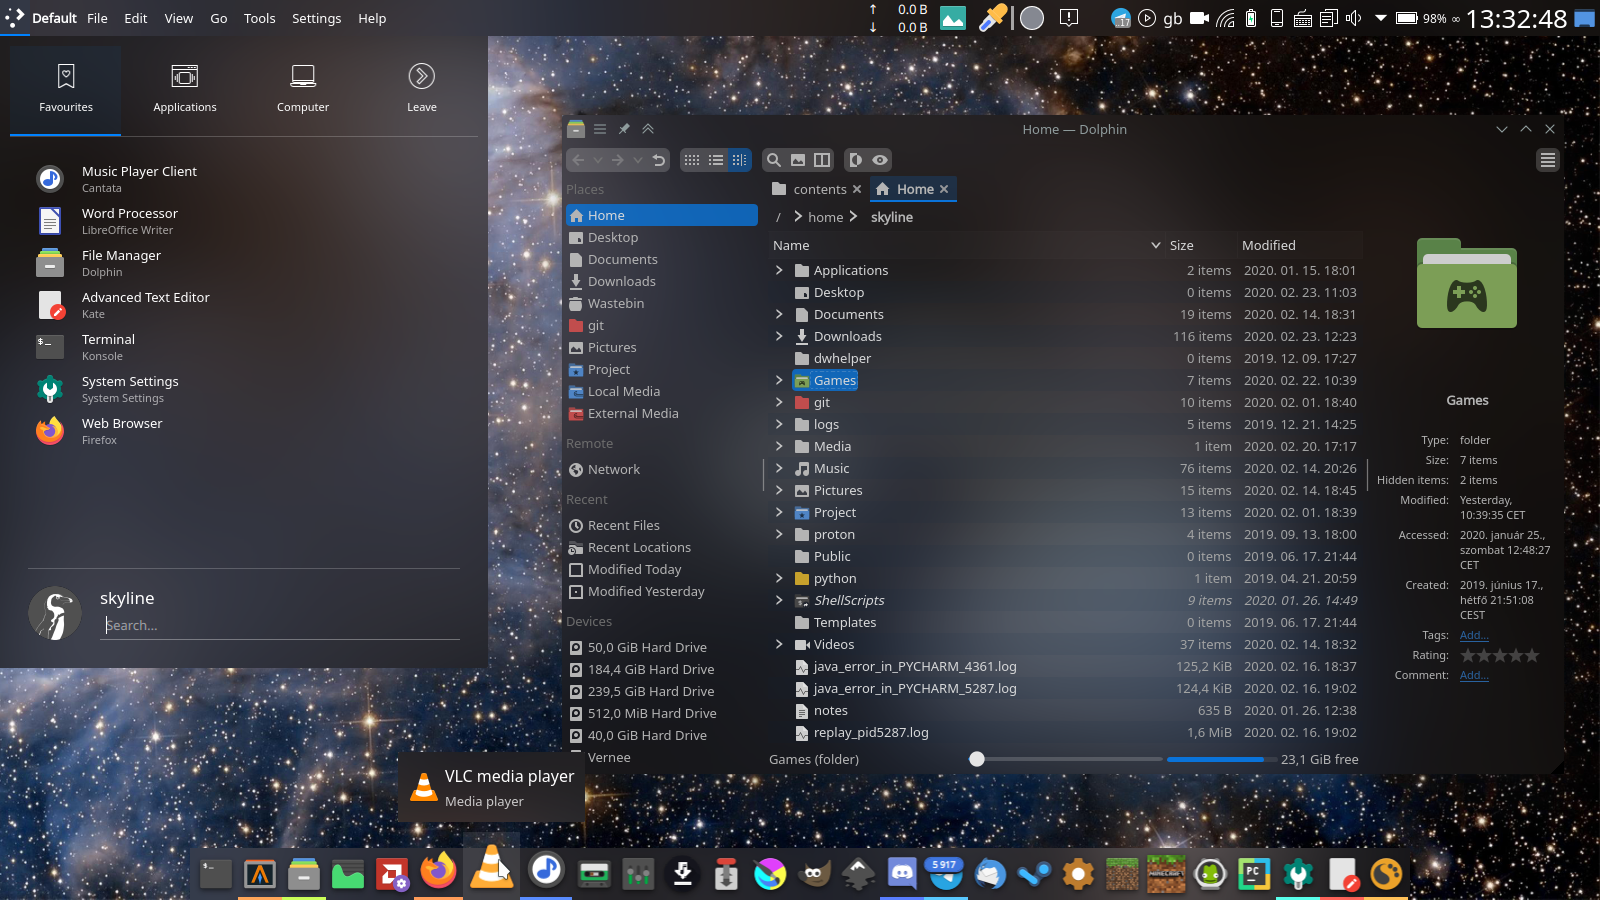 Default File Edit View Go Tools Settings Help
0.0 B
0.0 B
17
gb
98%
13:32:48
Favourites Applications Computer Leave
Music Player Client
Cantata
Word Processor
LibreOffice Writer
File Manager
Dolphin
Advanced Text Editor
Kate
Terminal
Konsole
System Settings
System Settings
Web Browser
Firefox
skyline
Search...
Home — Dolphin
Places
Home
Desktop
Documents
Downloads
Wastebin
git
Pictures
Project
Local Media
External Media
Remote
Network
Recent
Recent Files
Recent Locations
Modified Today
Modified Yesterday
Devices
50,0 GiB Hard Drive
184,4 GiB Hard Drive
239,5 GiB Hard Drive
512,0 MiB Hard Drive
40,0 GiB Hard Drive
Vernee
contents Home
/ > home > skyline
Name Size Modified
Applications 2 items 2020. 01. 15. 18:01
Desktop 0 items 2020. 02. 23. 11:03
Documents 19 items 2020. 02. 14. 18:31
Downloads 116 items 2020. 02. 23. 12:23
dwhelper 0 items 2019. 12. 09. 17:27
Games 7 items 2020. 02. 22. 10:39
git 10 items 2020. 02. 01. 18:40
logs 5 items 2019. 12. 21. 14:25
Media 1 item 2020. 02. 20. 17:17
Music 76 items 2020. 02. 14. 20:26
Pictures 15 items 2020. 02. 14. 18:45
Project 13 items 2020. 02. 01. 18:39
proton 4 items 2019. 09. 13. 18:00
Public 0 items 2019. 06. 17. 21:44
python 1 item 2019. 04. 21. 20:59
ShellScripts 9 items 2020. 01. 26. 14:49
Templates 0 items 2019. 06. 17. 21:44
Videos 37 items 2020. 02. 14. 18:32
java_error_in_PYCHARM_4361.log 125,2 KiB 2020. 02. 16. 18:37
java_error_in_PYCHARM_5287.log 124,4 KiB 2020. 02. 16. 19:02
notes 635 B 2020. 01. 26. 12:38
replay_pid5287.log 1,6 MiB 2020. 02. 16. 19:02
Games (folder) 23,1 GiB free
Games
Type: folder
Size: 7 items
Hidden items: 2 items
Modified: Yesterday,
10:39:35 CET
Accessed: 2020. január 25.,
szombat 12:48:27
CET
Created: 2019. június 17.,
hétfő 21:51:08
CEST
Tags: Add...
Rating:
Comment: Add...
VLC media player
Media player
5 917
PC